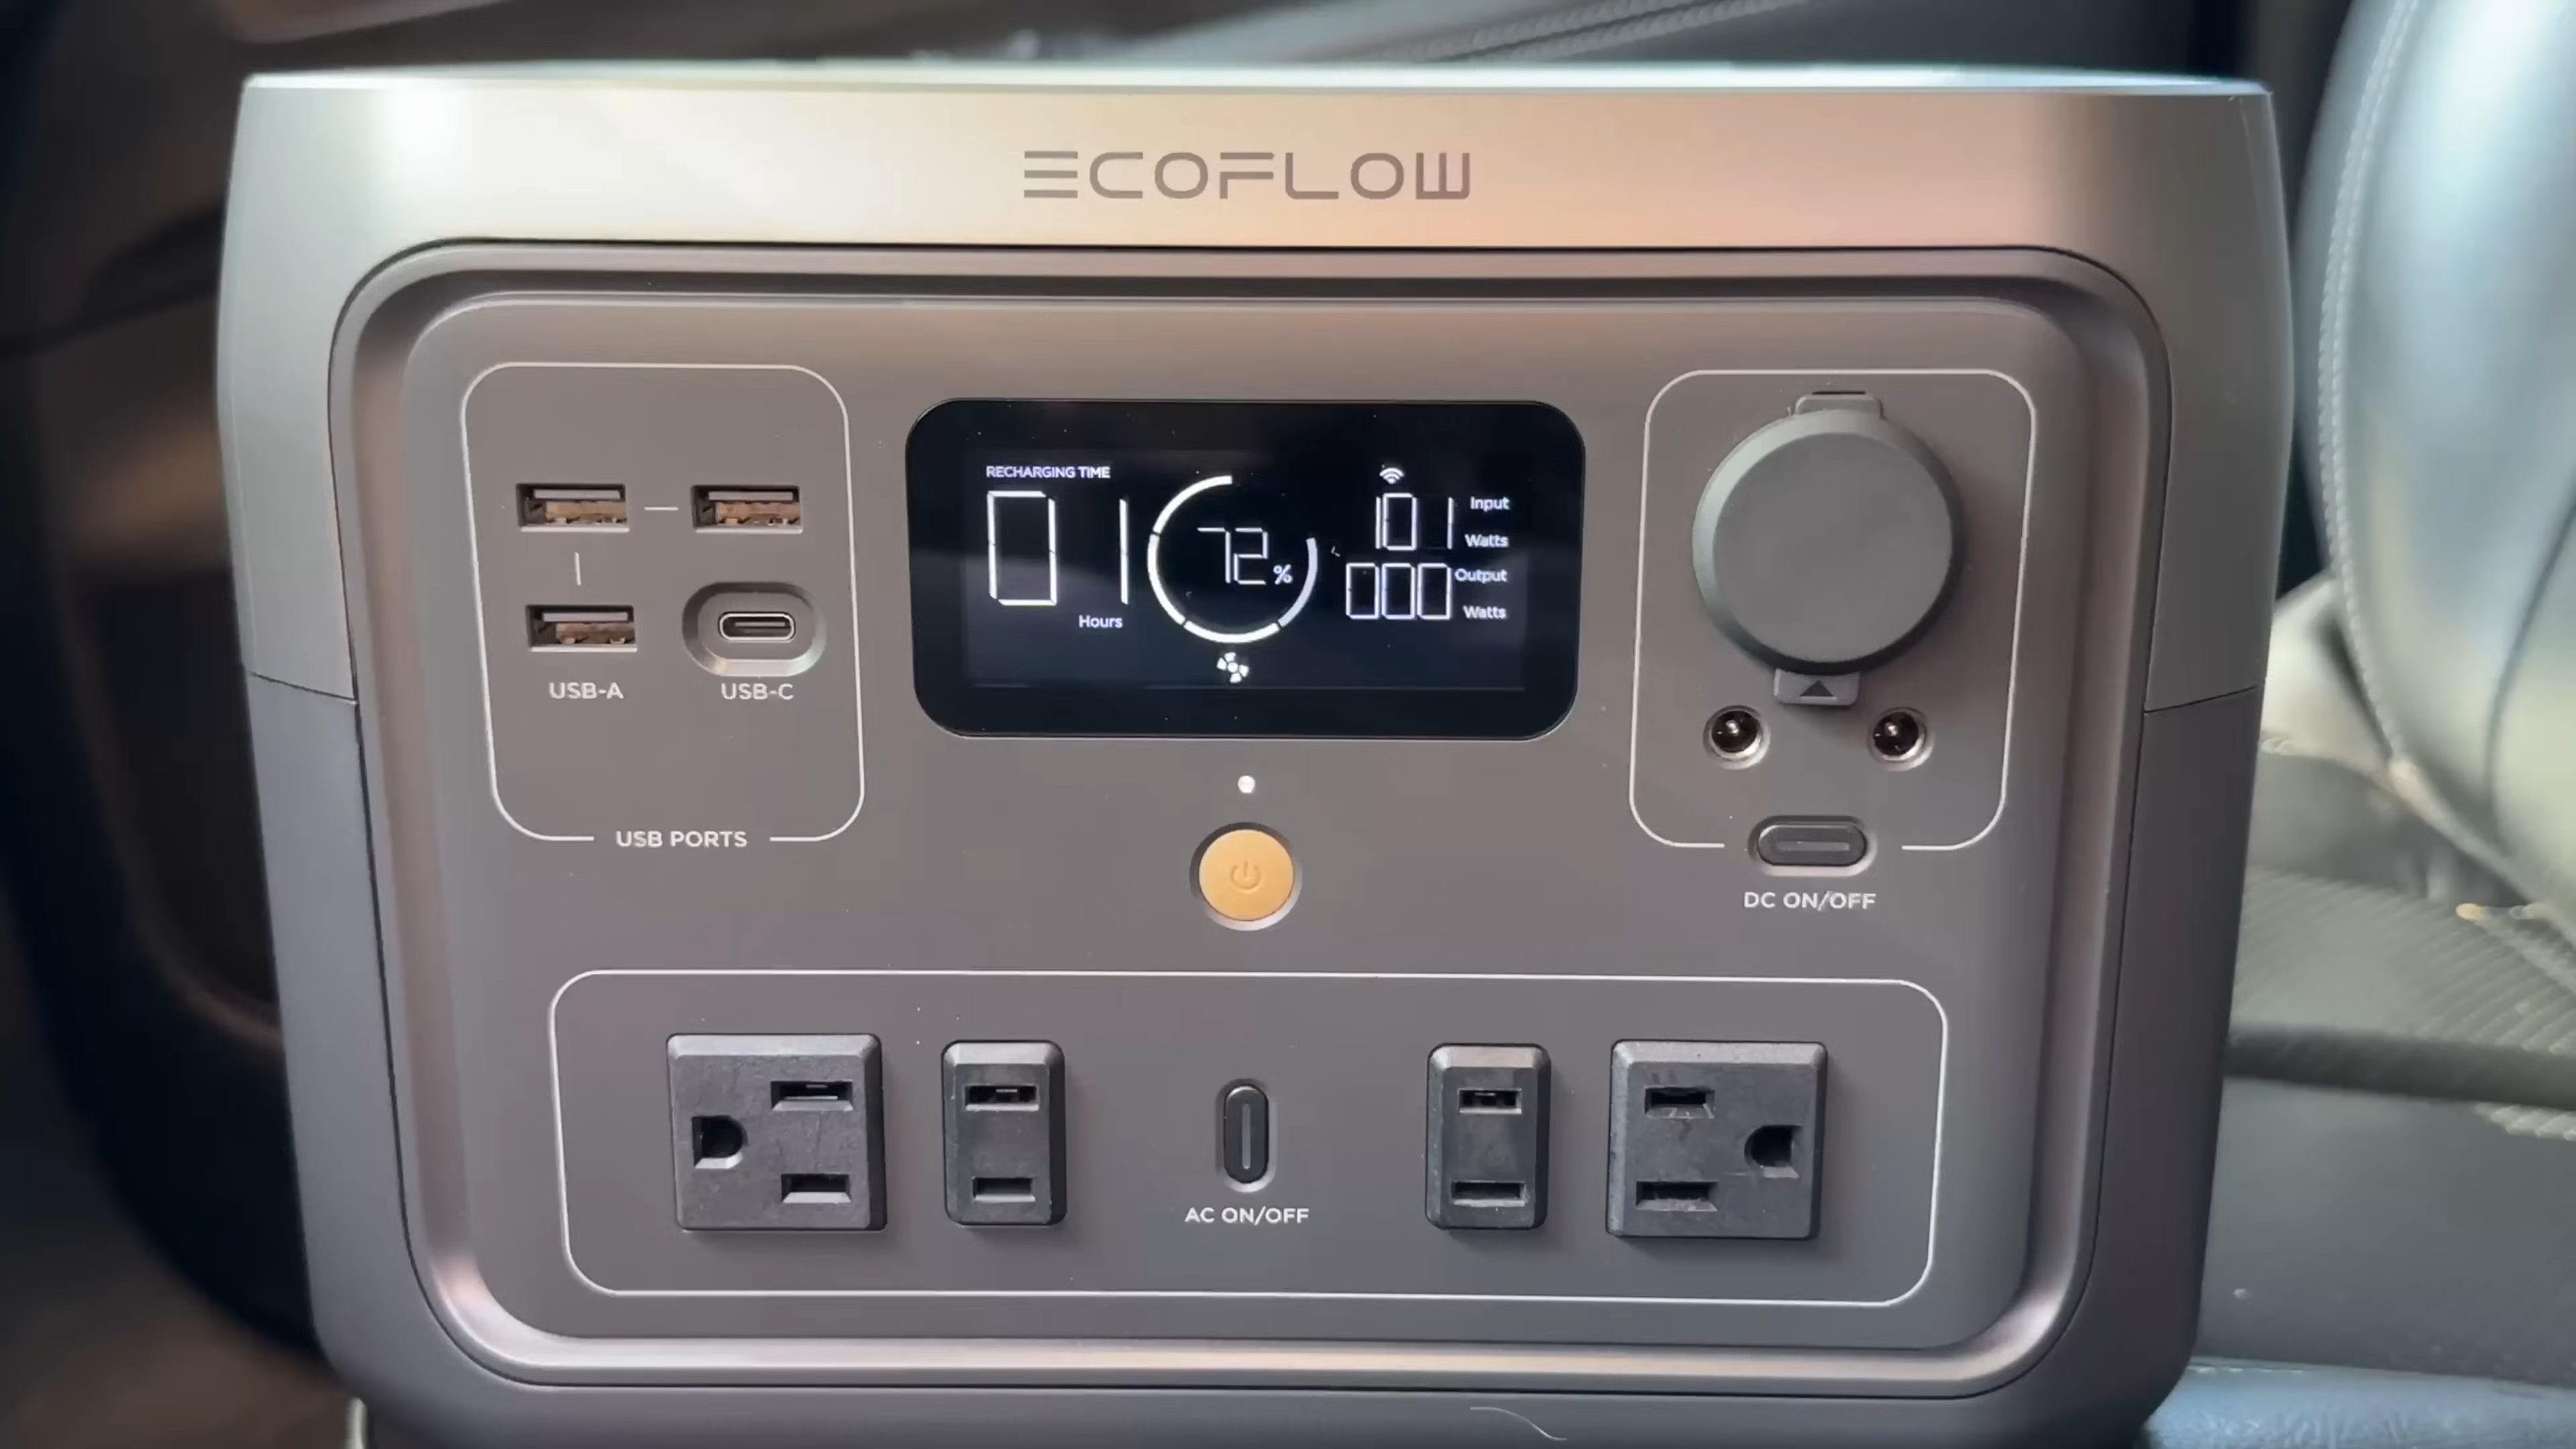 ECOFLOW
RECHARGING TIME
01
Hours
72%
101 Input
Watts
000 Output
Watts
USB-A
USB-C
USB PORTS
DC ON/OFF
AC ON/OFF